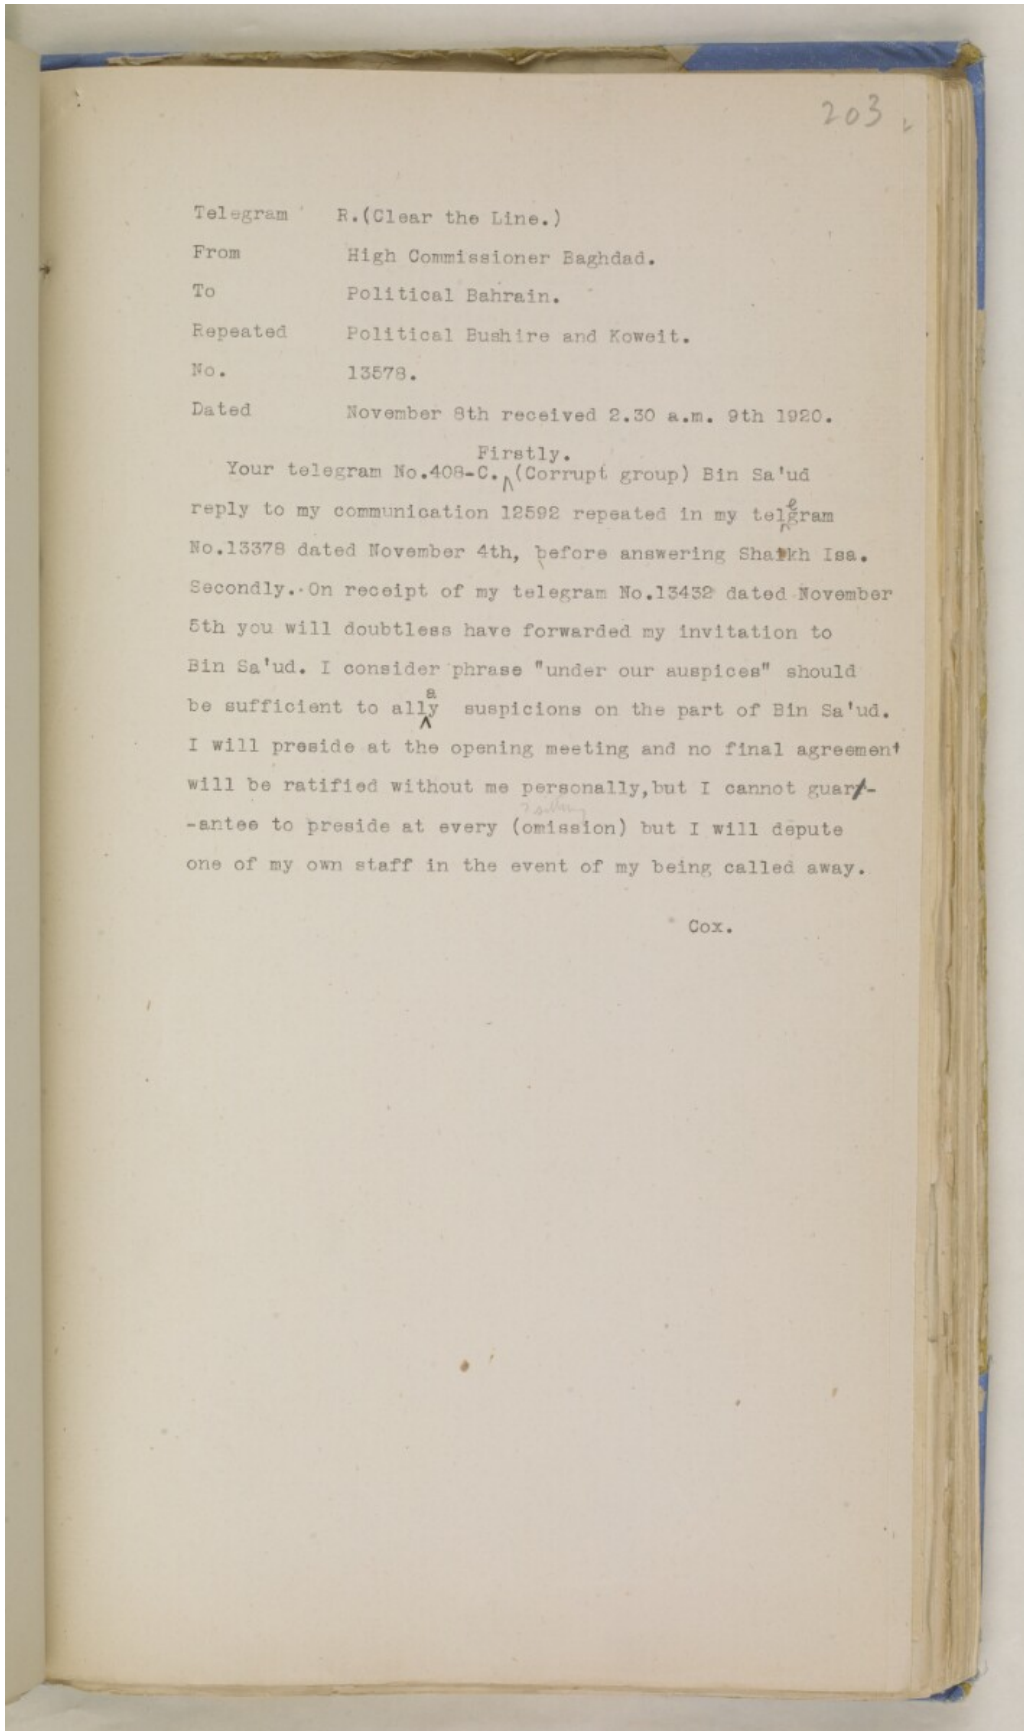 203
Telegram R.(Clear the Line.)
From High Commissioner Baghdad.
To Political Bahrain.
Repeated Political Bushire and Koweit.
No. 13578.
Dated November 8th received 2.30 a.m. 9th 1920.
Firstly.
Your telegram No.408-C. (Corrupt group) Bin Sa'ud
reply to my communication 12592 repeated in my telegram
No.13378 dated November 4th, before answering Shaikh Isa.
Secondly. On receipt of my telegram No.13432 dated November
5th you will doubtless have forwarded my invitation to
Bin Sa'ud. I consider phrase "under our auspices" should
be sufficient to allay suspicions on the part of Bin Sa'ud.
I will preside at the opening meeting and no final agreement
will be ratified without me personally,but I cannot guar-
-antee to preside at every (omission) but I will depute
one of my own staff in the event of my being called away.
Cox.